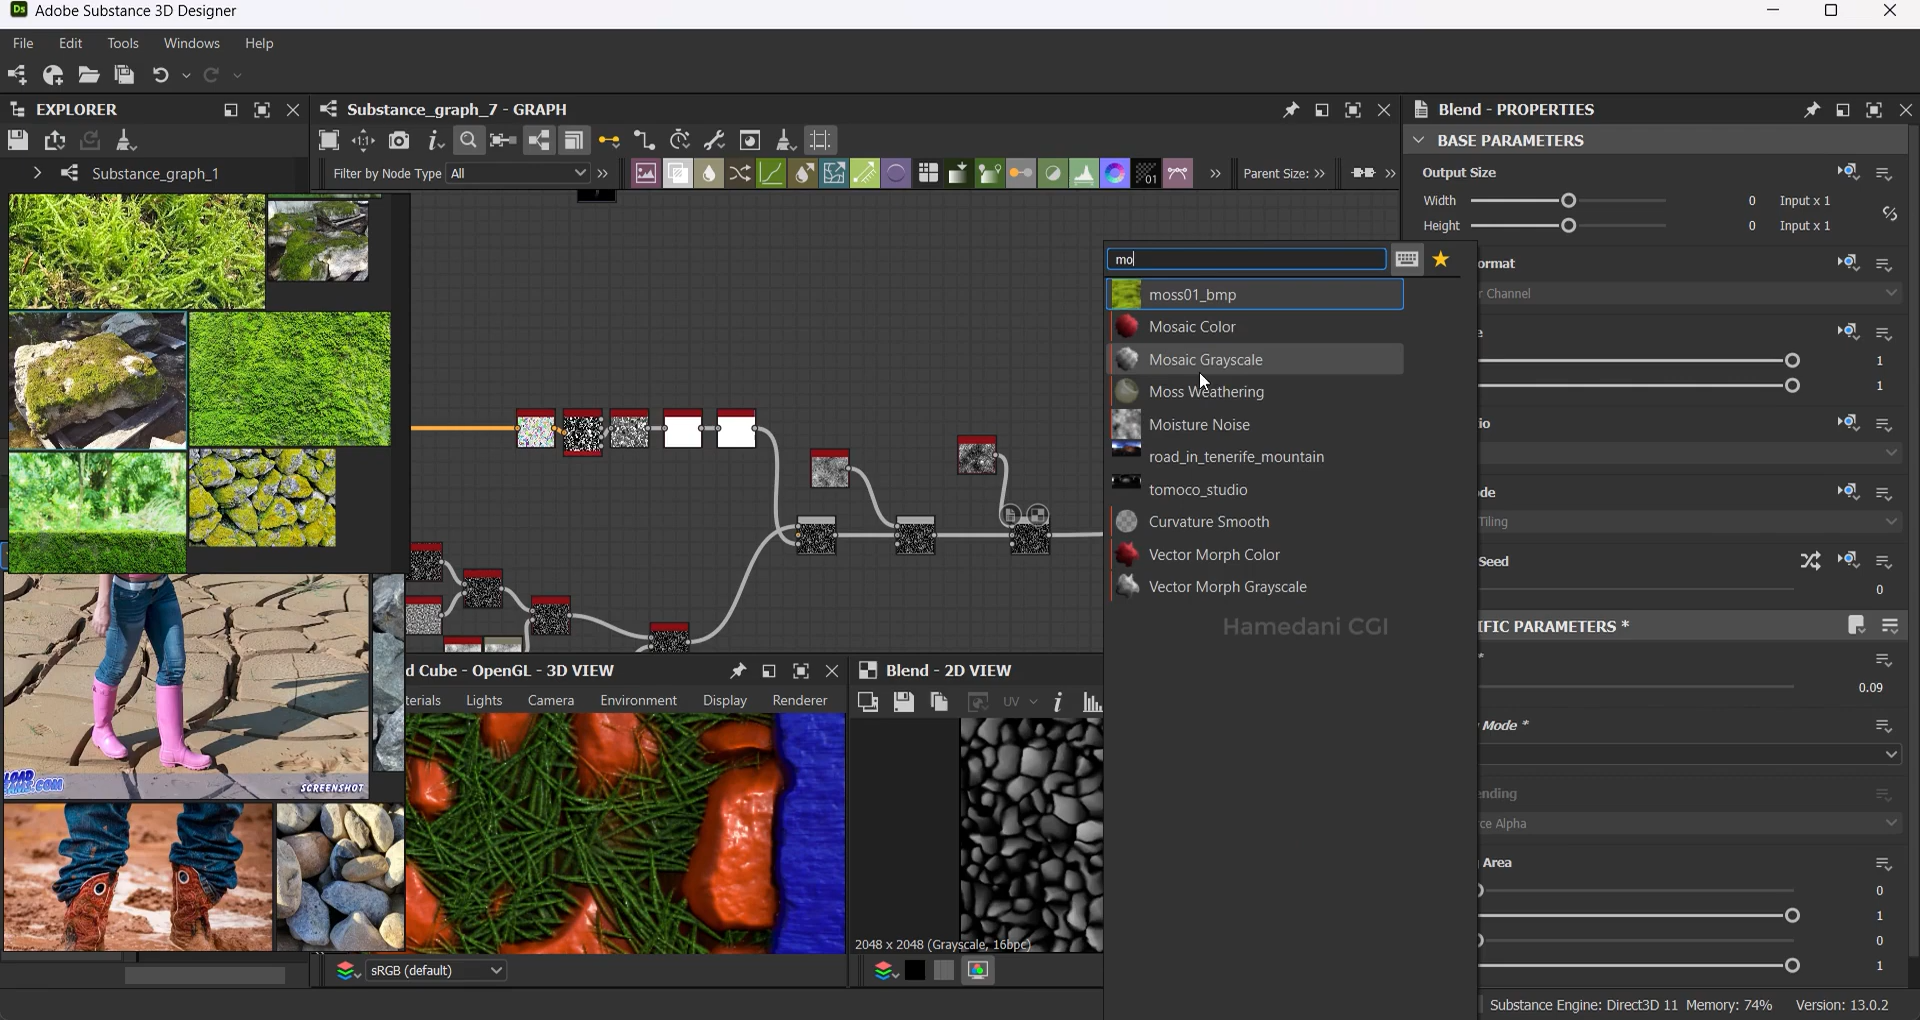 Ds Adobe Substance 3D Designer
File Edit Tools Windows Help
EXPLORER
Substance_graph_7 - GRAPH
Blend - PROPERTIES
BASE PARAMETERS
Substance_graph_1
Filter by Node Type All
01
Parent Size:
Output Size
Width 0 Input x 1
Height 0 Input x 1
mo
moss01_bmp
Mosaic Color
Mosaic Grayscale
Moss Weathering
Moisture Noise
road_in_tenerife_mountain
tomoco_studio
Curvature Smooth
Vector Morph Color
Vector Morph Grayscale
Hamedani CGI
ormat
r Channel
e
1
1
io
de
Tiling
Seed
0
IFIC PARAMETERS *
*
0.09
Mode *
ending
ce Alpha
Area
0
1
0
1
d Cube - OpenGL - 3D VIEW
terials Lights Camera Environment Display Renderer
Blend - 2D VIEW
UV
SCREENSHOT
2048 x 2048 (Grayscale, 16bpc)
sRGB (default)
Substance Engine: Direct3D 11 Memory: 74% Version: 13.0.2